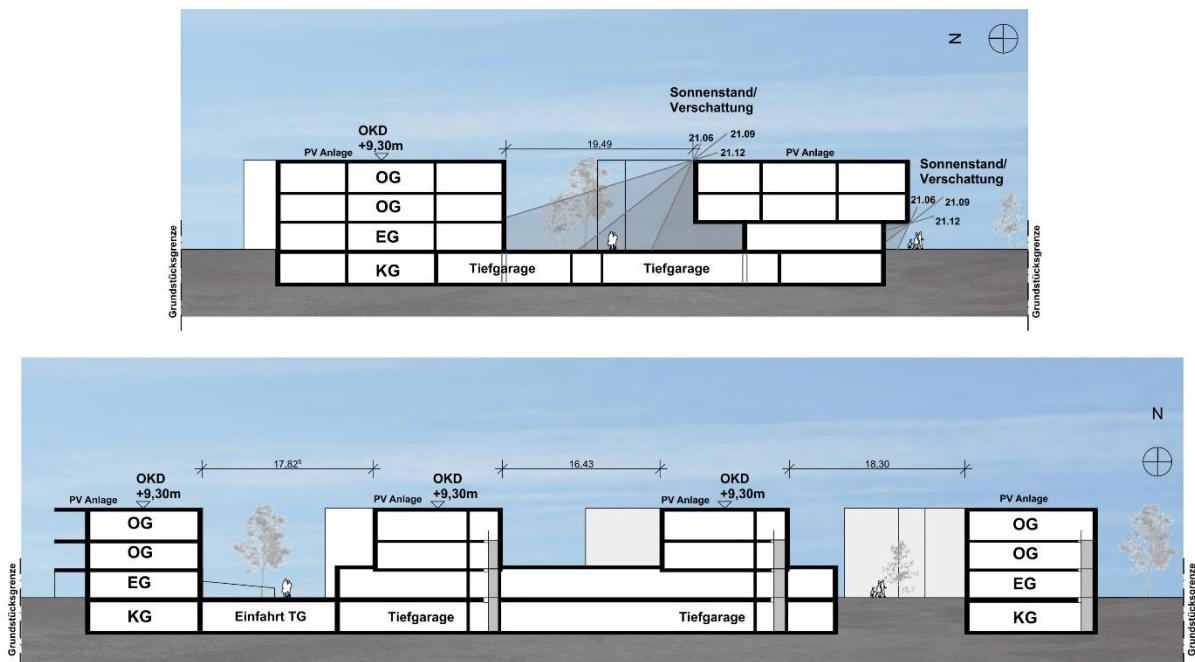 N
Sonnenstand/
Verschattung
OKD
+9,30m
PV Anlage
19,49
21.06
21.09
21.12
PV Anlage
Sonnenstand/
Verschattung
21.06
21.09
21.12
OG
OG
EG
KG
Tiefgarage
Tiefgarage
Grundstücksgrenze
Grundstücksgrenze
N
17.82⁵
16.43
18.30
OKD
+9,30m
PV Anlage
OKD
+9,30m
PV Anlage
OKD
+9,30m
PV Anlage
PV Anlage
OG
OG
EG
KG
Einfahrt TG
Tiefgarage
Tiefgarage
OG
OG
EG
KG
Grundstücksgrenze
Grundstücksgrenze